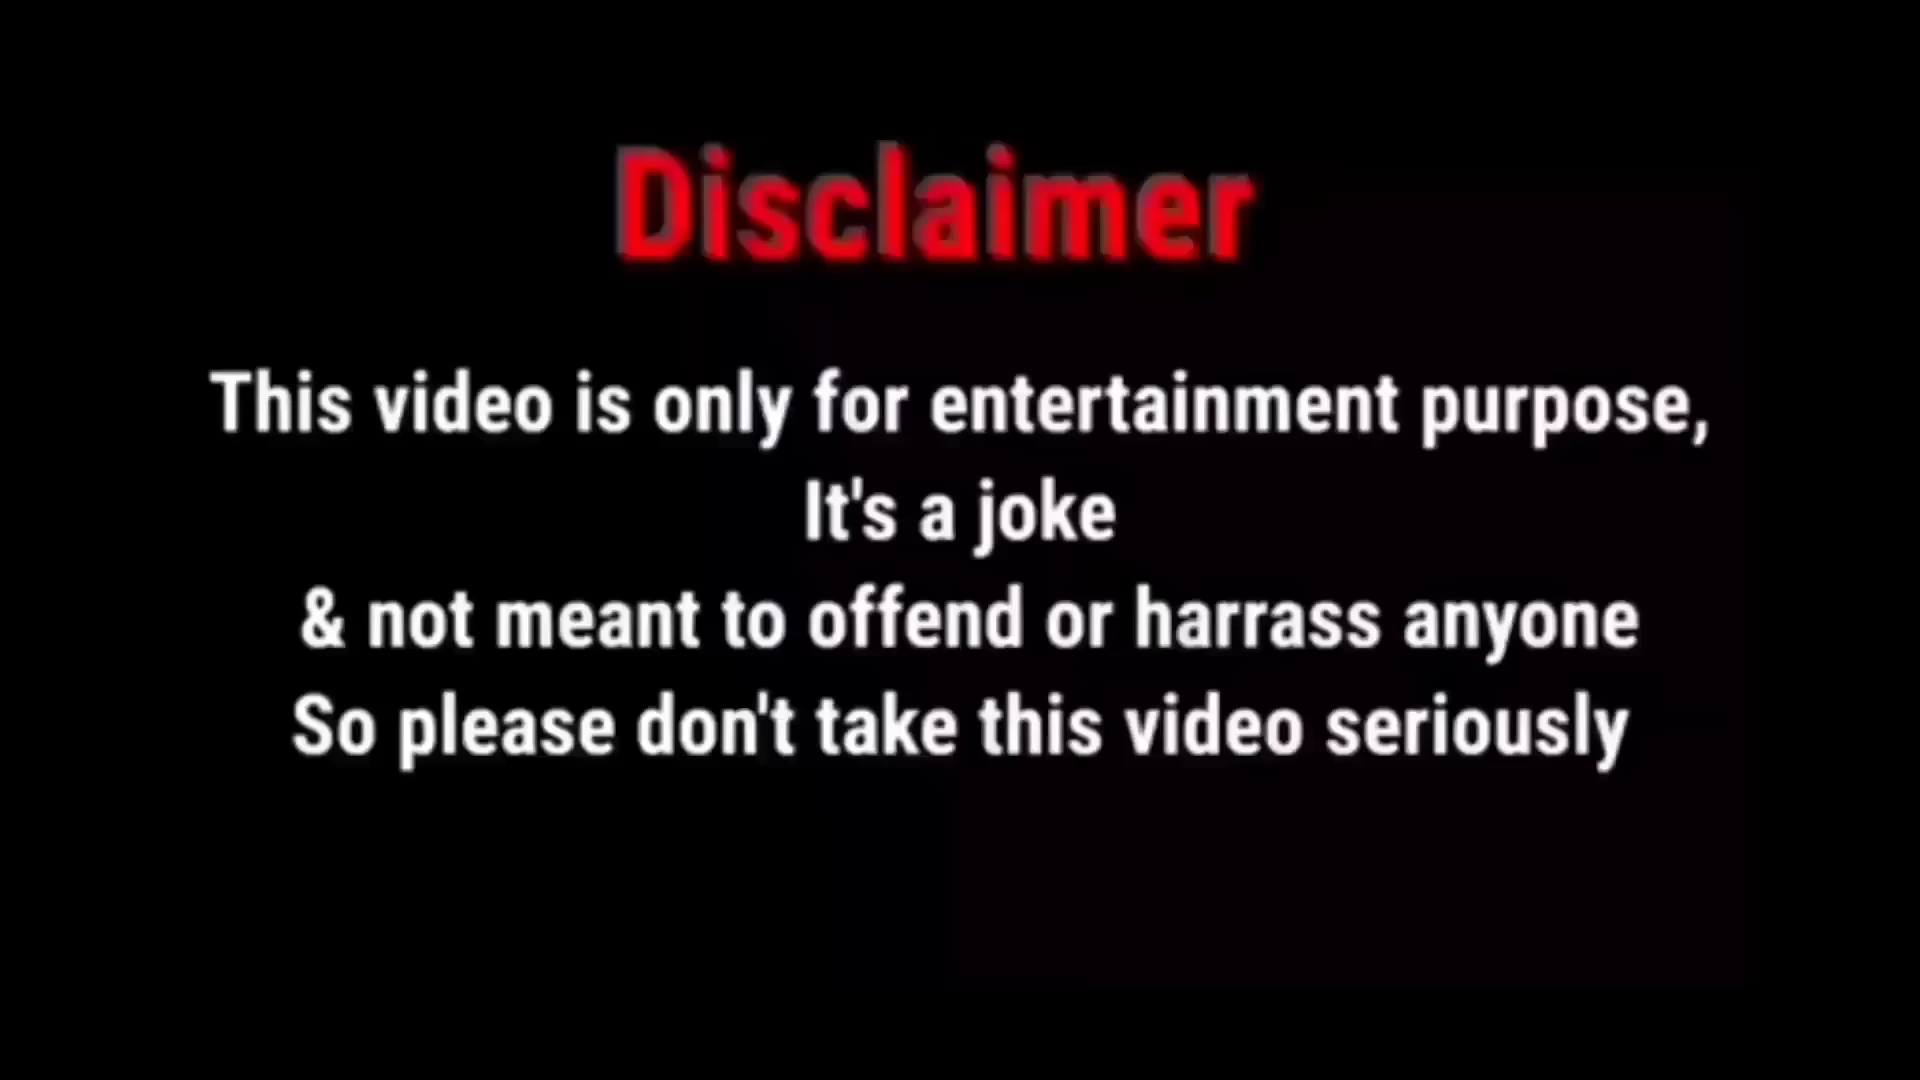 Disclaimer
This video is only for entertainment purpose,
It's a joke
& not meant to offend or harrass anyone
So please don't take this video seriously